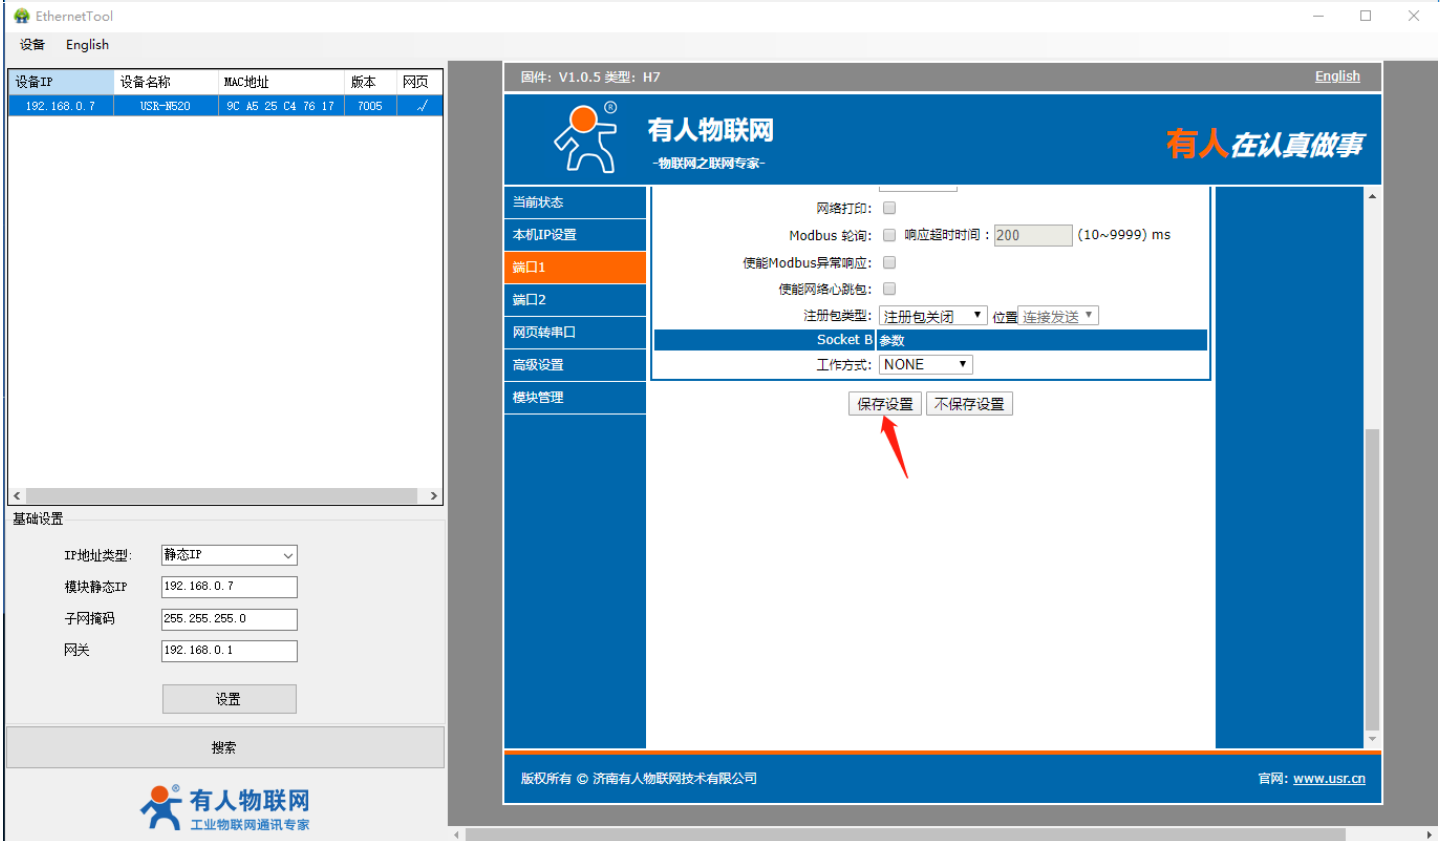 EthernetTool
设备 English
设备IP 设备名称 MAC地址 版本 网页
192.168.0.7 USR-N520 9C A5 25 C4 76 17 7005 √
基础设置
IP地址类型: 静态IP
模块静态IP 192.168.0.7
子网掩码 255.255.255.0
网关 192.168.0.1
设置
搜索
有人物联网
工业物联网通讯专家
固件: V1.0.5 类型: H7 English
有人物联网
-物联网之联网专家-
有人在认真做事
当前状态
本机IP设置
端口1
端口2
网页转串口
高级设置
模块管理
网络打印:
Modbus 轮询: 响应超时时间: 200 (10~9999) ms
使能Modbus异常响应:
使能网络心跳包:
注册包类型: 注册包关闭 位置 连接发送
Socket B 参数
工作方式: NONE
保存设置 不保存设置
版权所有 © 济南有人物联网技术有限公司 官网: www.usr.cn